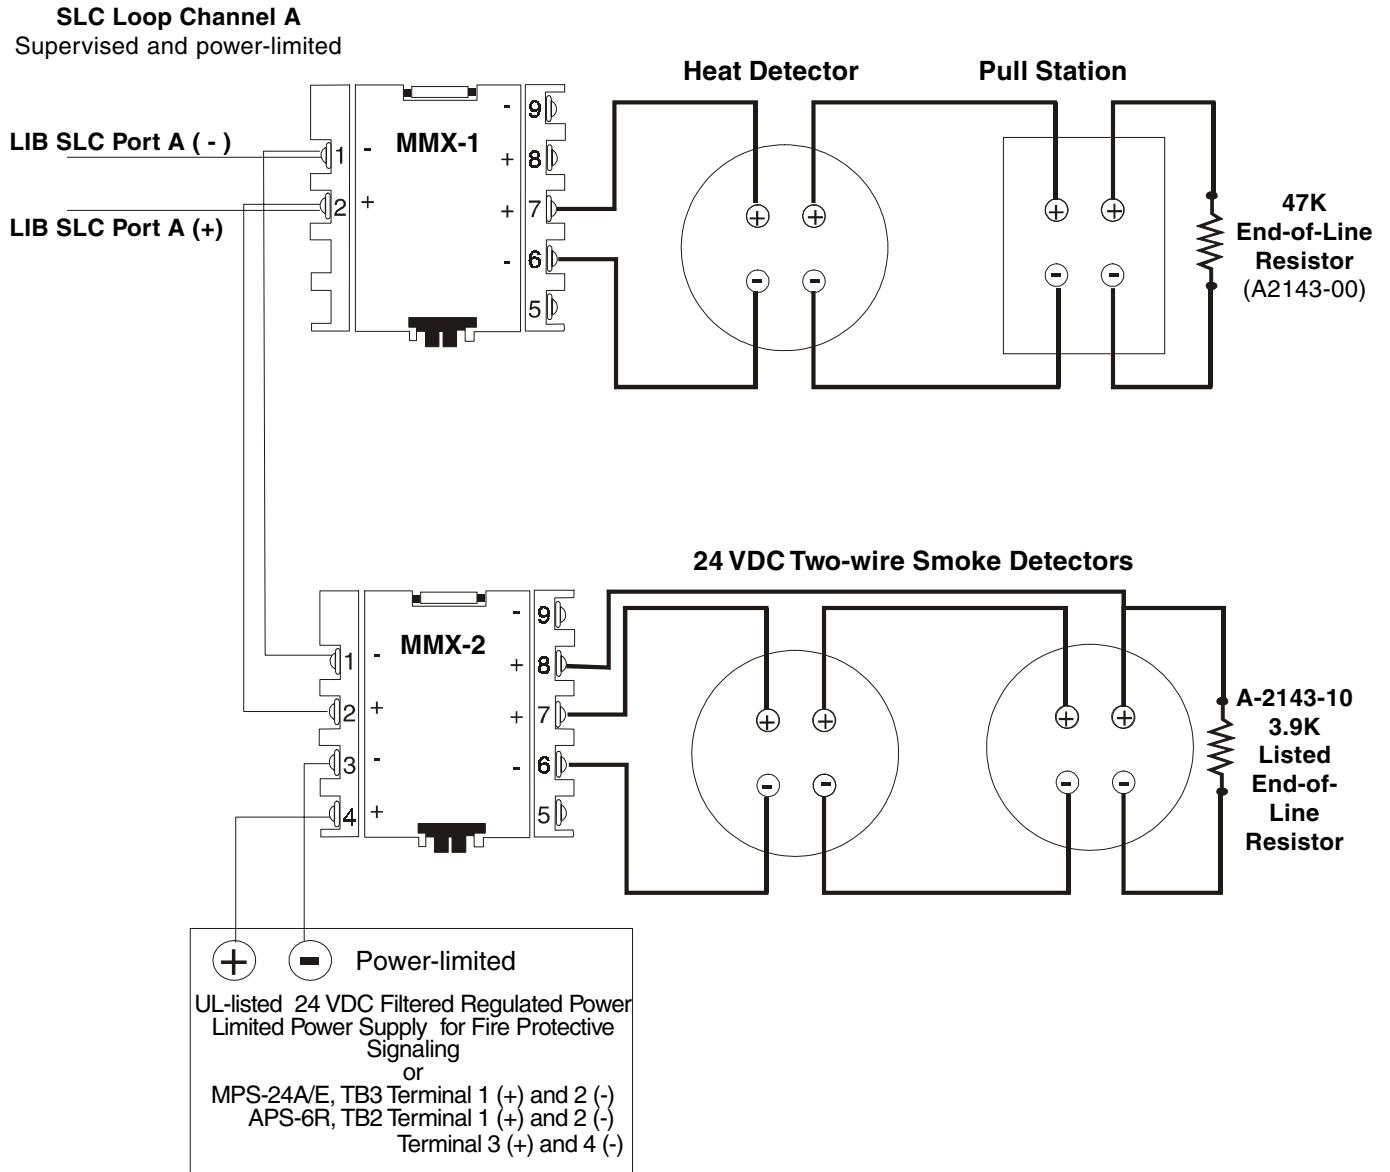 SLC Loop Channel A
Supervised and power-limited
Heat Detector
Pull Station
LIB SLC Port A ( - )
LIB SLC Port A (+)
MMX-1
1 -
2 +
- 9
+ 8
+ 7
- 6
5
+ +
- -
+ +
- -
47K
End-of-Line
Resistor
(A2143-00)
24 VDC Two-wire Smoke Detectors
MMX-2
1 -
2 +
3 -
4 +
- 9
+ 8
+ 7
- 6
5
+ +
- -
+ +
- -
A-2143-10
3.9K
Listed
End-of-
Line
Resistor
+ - Power-limited
UL-listed 24 VDC Filtered Regulated Power
Limited Power Supply for Fire Protective
Signaling
or
MPS-24A/E, TB3 Terminal 1 (+) and 2 (-)
APS-6R, TB2 Terminal 1 (+) and 2 (-)
Terminal 3 (+) and 4 (-)